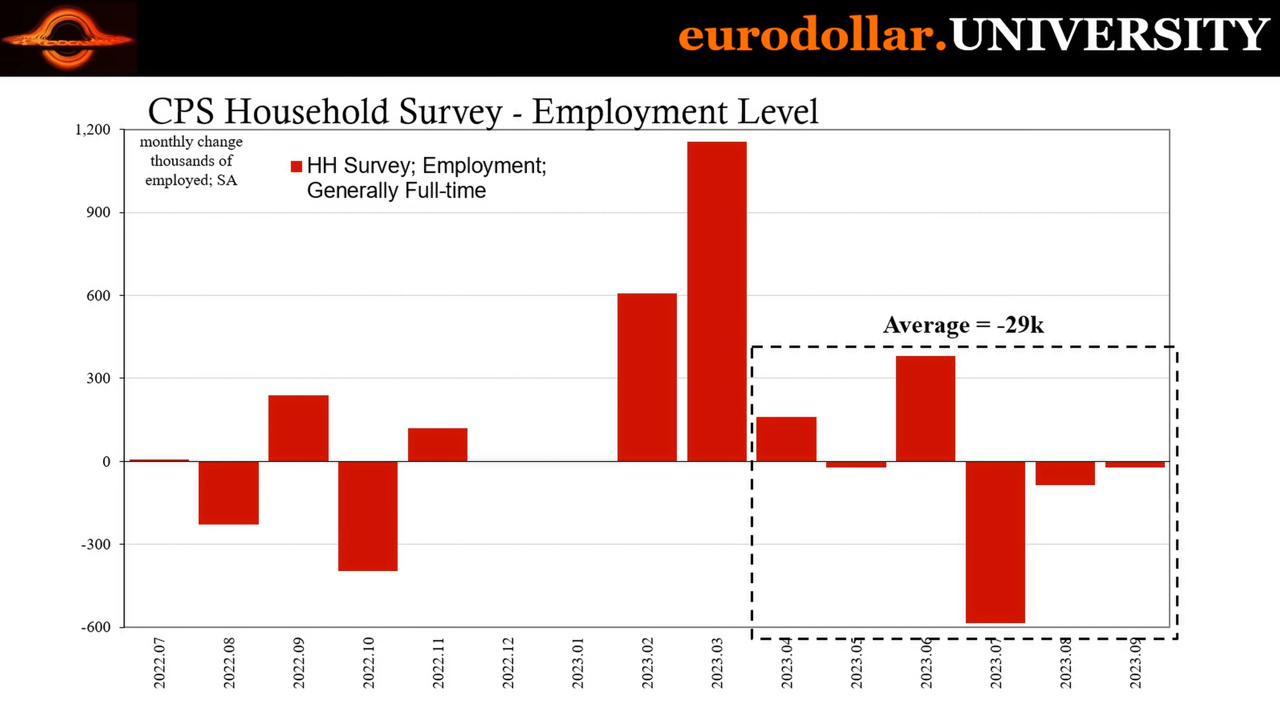 eurodollar.UNIVERSITY
CPS Household Survey - Employment Level
monthly change
thousands of
employed; SA
HH Survey; Employment;
Generally Full-time
Average = -29k
1,200
900
600
300
0
-300
-600
2022.07
2022.08
2022.09
2022.10
2022.11
2022.12
2023.01
2023.02
2023.03
2023.04
2023.05
2023.06
2023.07
2023.08
2023.09